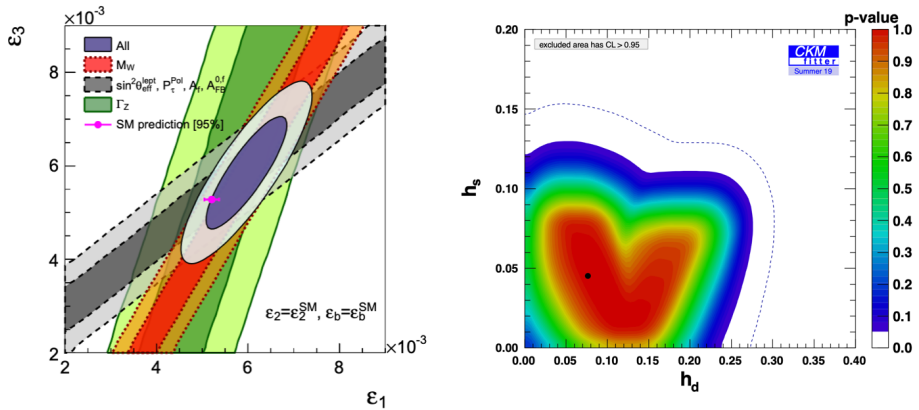 ×10⁻³
ε₃
8
6
4
2
All
M_W
sin²θ_eff^lept, P_τ^Pol, A_f, A_FB^0,f
Γ_Z
SM prediction [95%]
ε₂=ε₂^SM, ε_b=ε_b^SM
2
4
6
8
×10⁻³
ε₁
p-value
excluded area has CL > 0.95
CKM
fitter
Summer 19
h_s
0.20
0.15
0.10
0.05
0.00
0.00
0.05
0.10
0.15
0.20
0.25
0.30
0.35
0.40
h_d
1.0
0.9
0.8
0.7
0.6
0.5
0.4
0.3
0.2
0.1
0.0